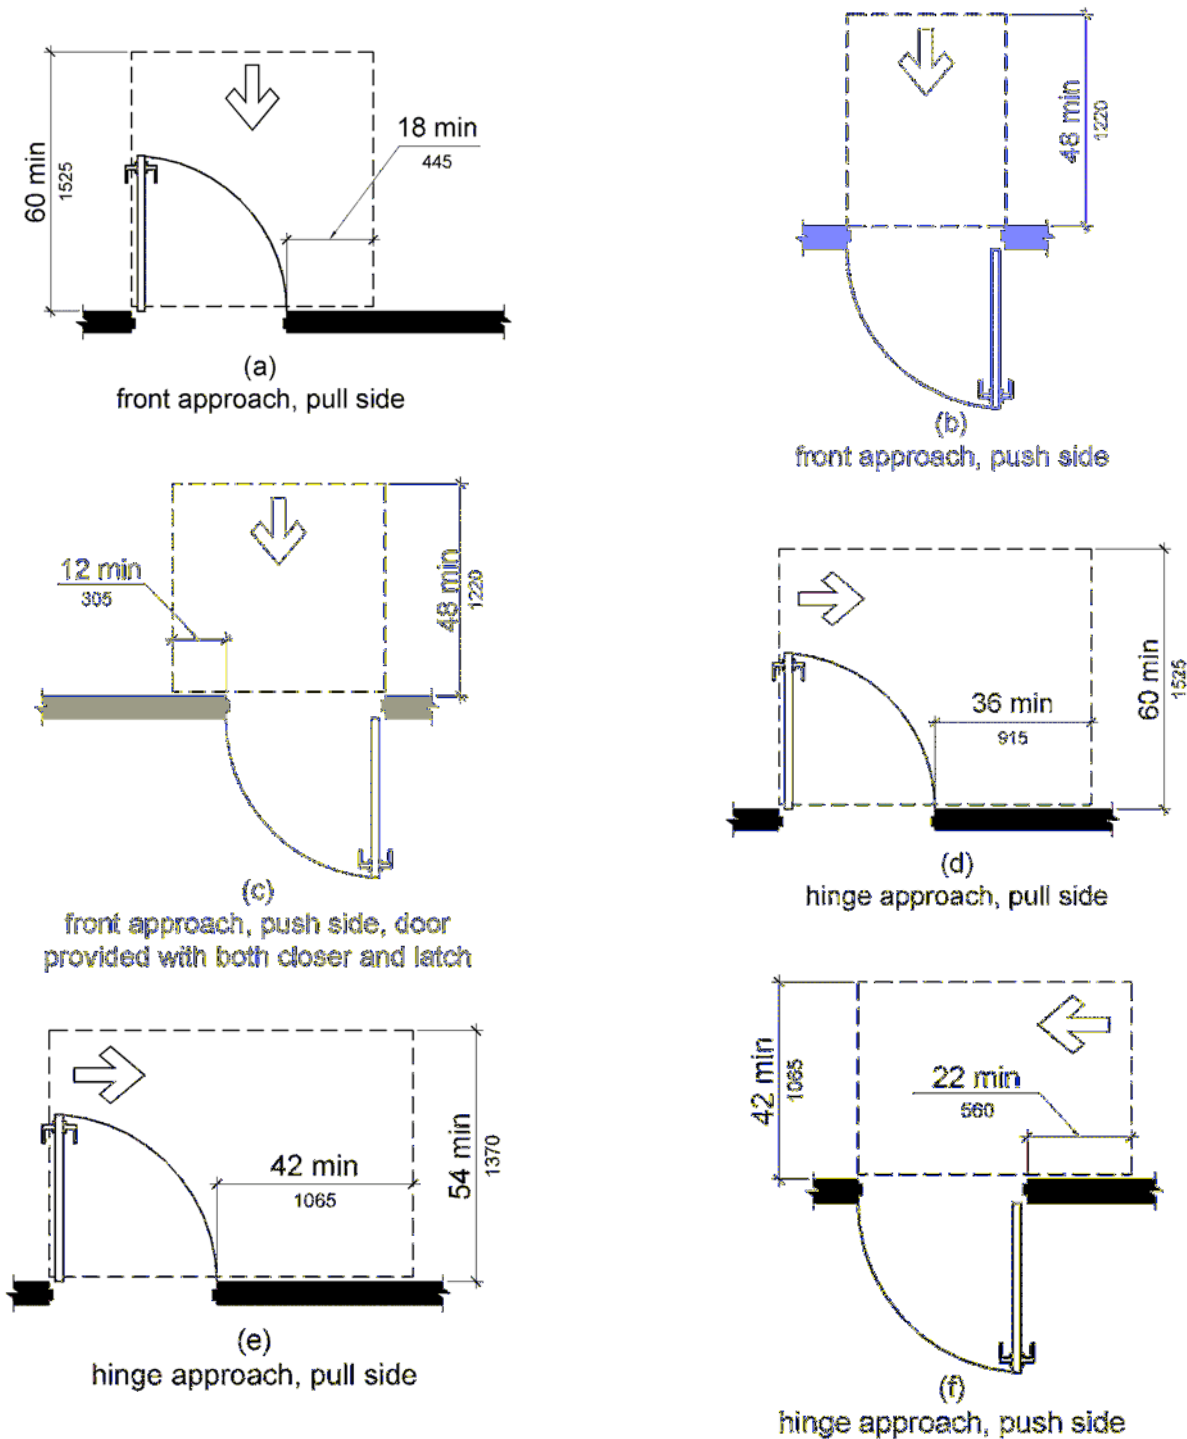 60 min
1525
18 min
445
(a)
front approach, pull side
48 min
1220
(b)
front approach, push side
12 min
305
48 min
1220
(c)
front approach, push side, door
provided with both closer and latch
36 min
915
60 min
1525
(d)
hinge approach, pull side
42 min
1065
54 min
1370
(e)
hinge approach, pull side
42 min
1065
22 min
560
(f)
hinge approach, push side